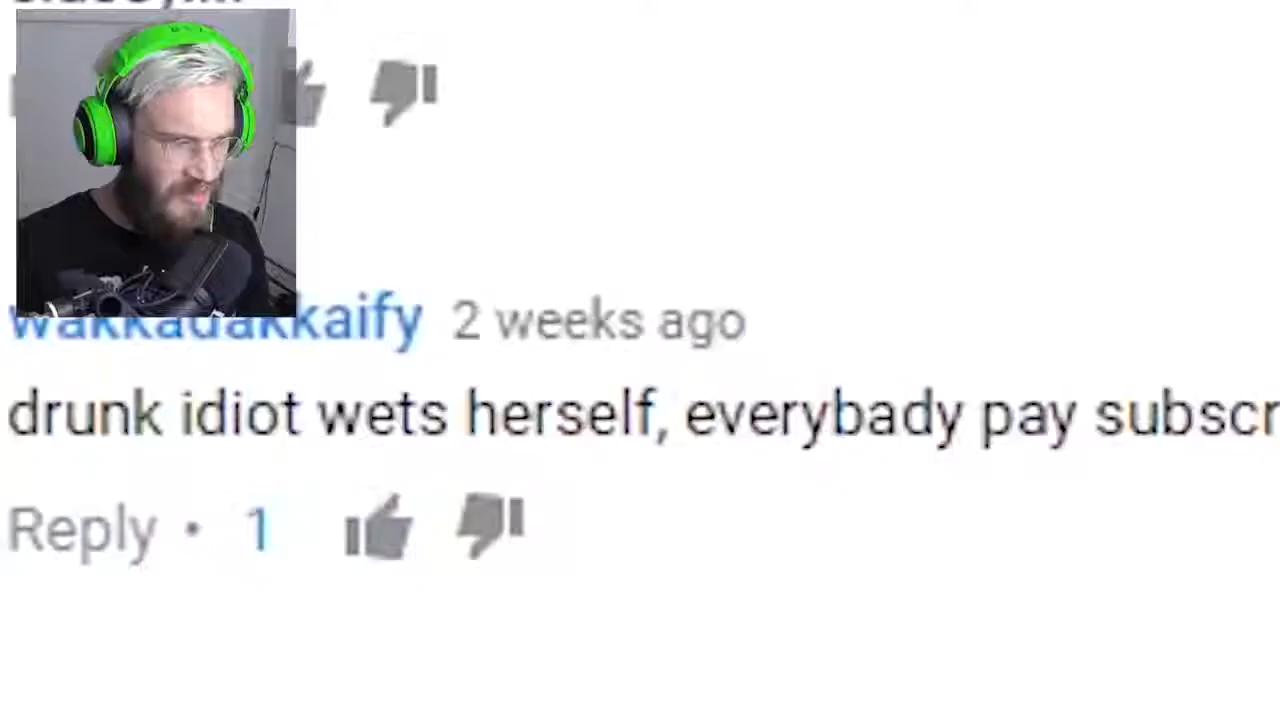 wakkadakkaify 2 weeks ago
drunk idiot wets herself, everybady pay subscr
Reply • 1